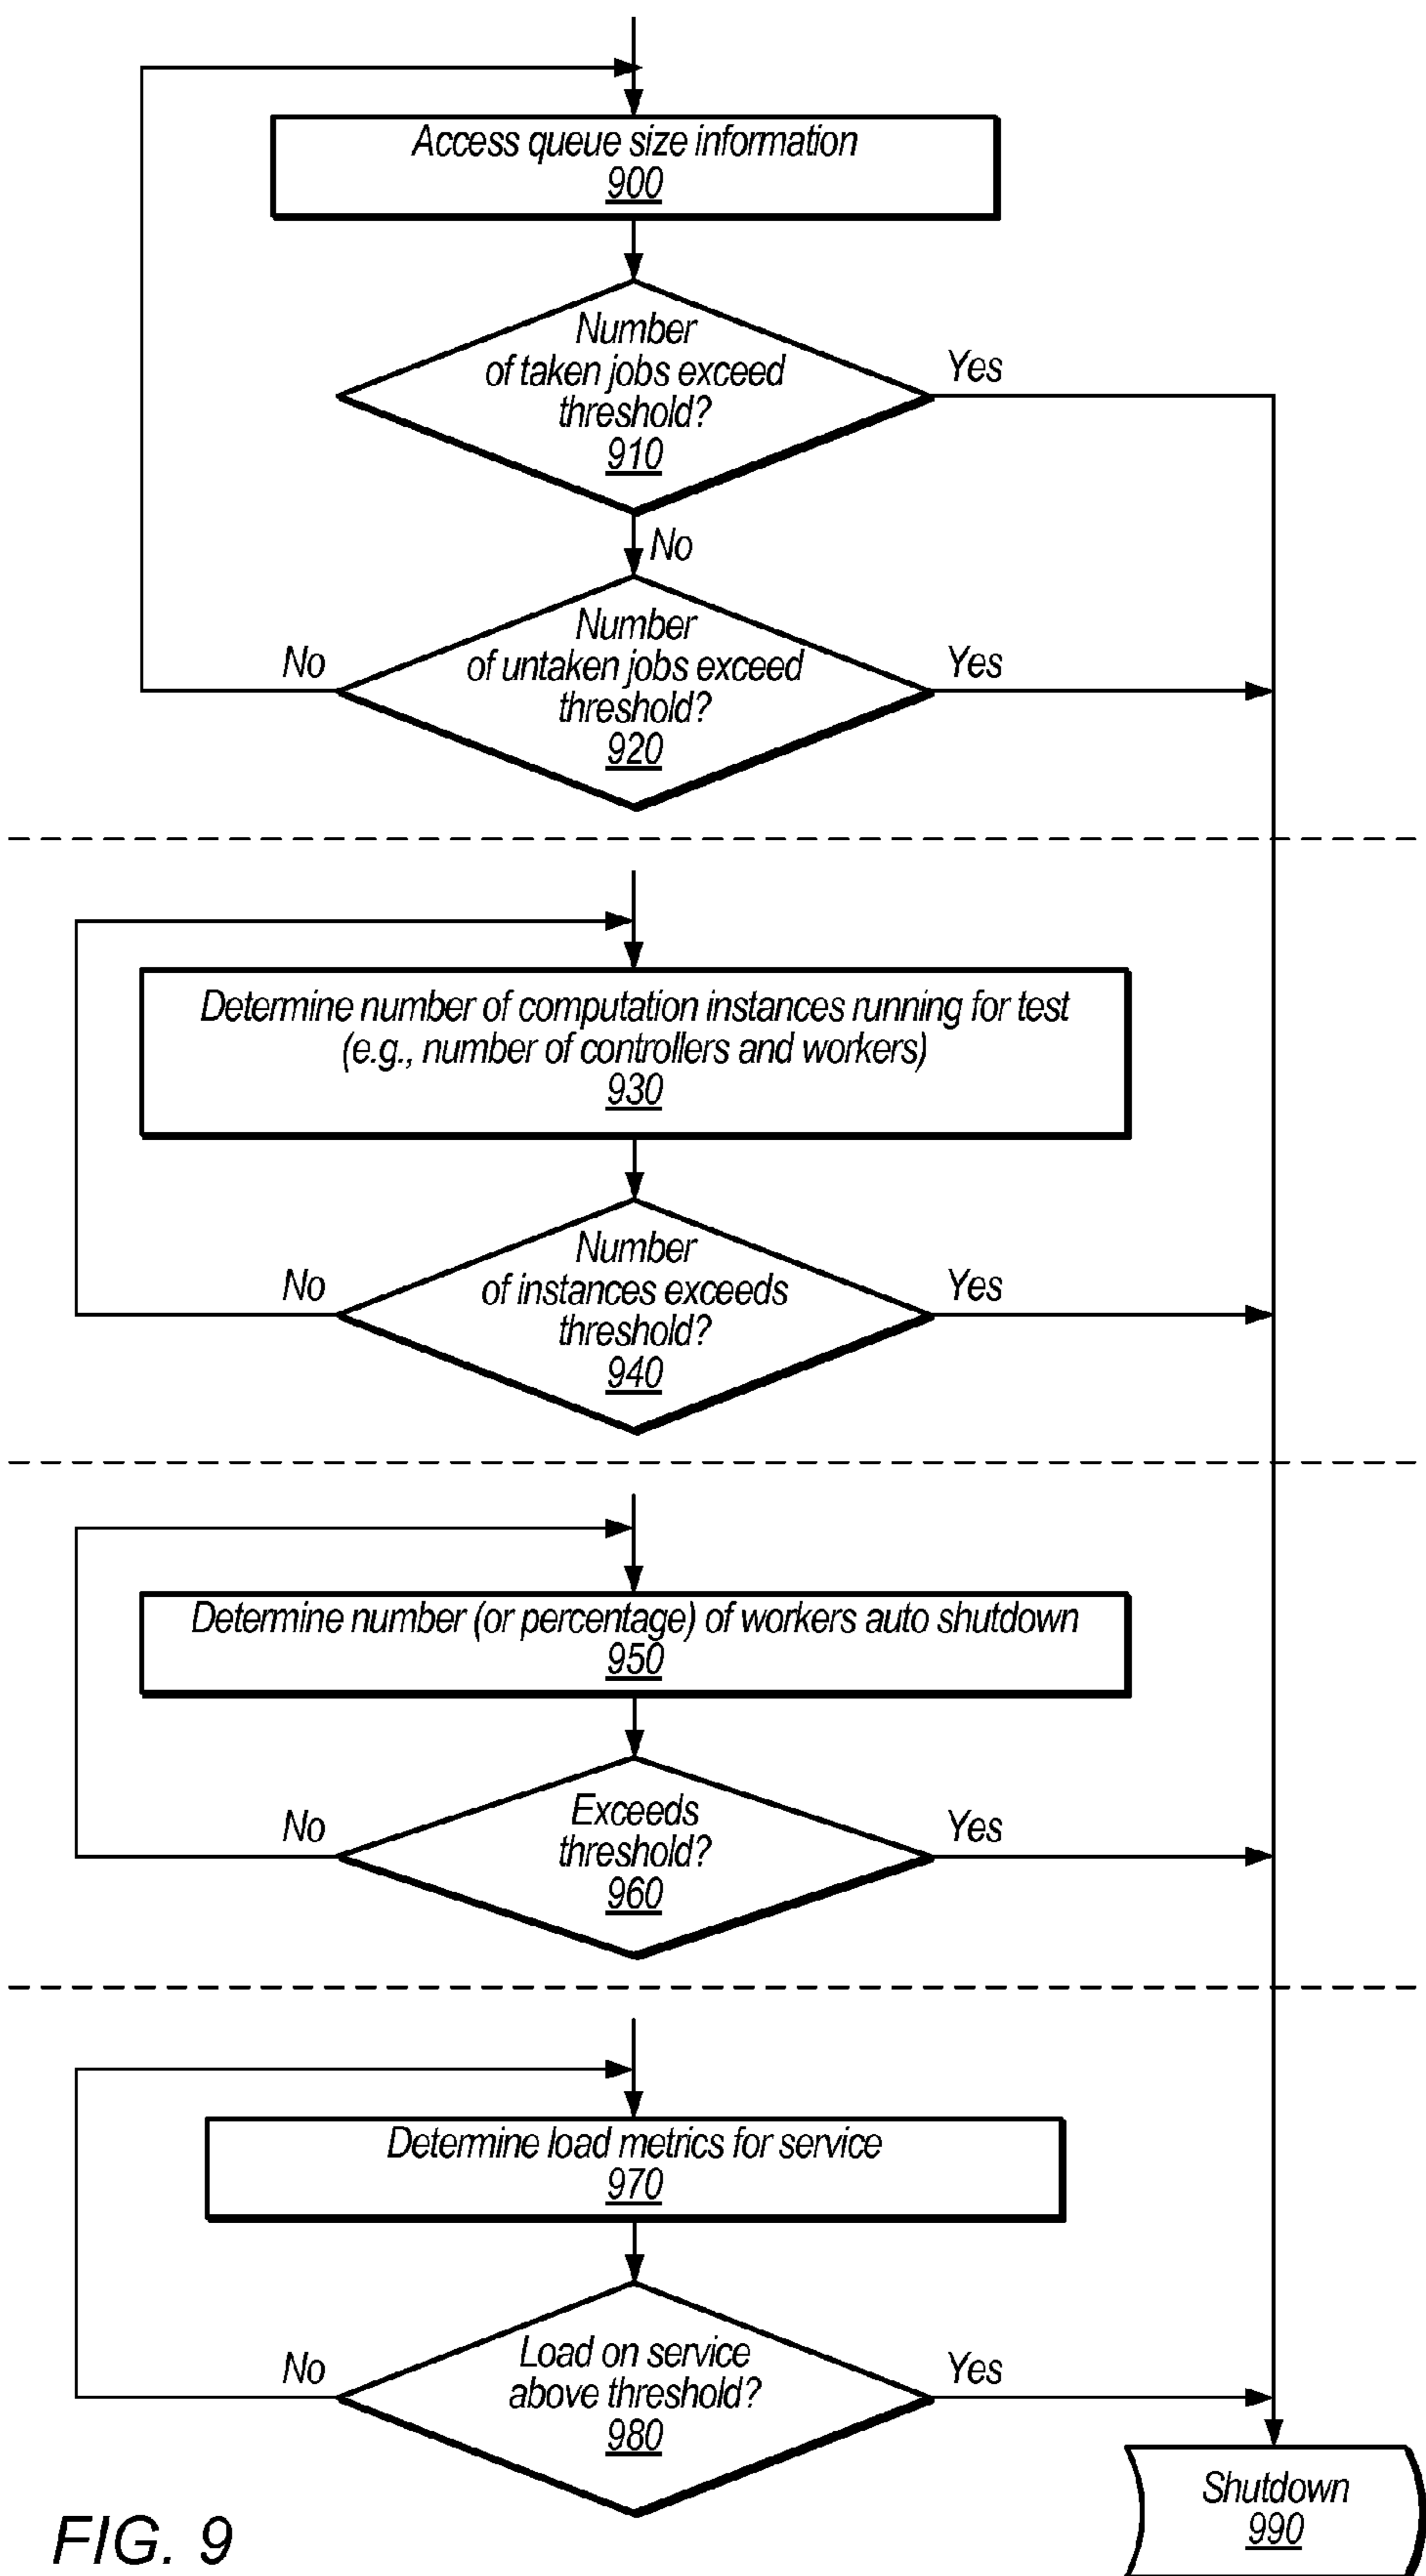 Access queue size information
900
Number
of taken jobs exceed
threshold?
910
Yes
No
Number
of untaken jobs exceed
threshold?
920
No
Yes
Determine number of computation instances running for test
(e.g., number of controllers and workers)
930
Number
of instances exceeds
threshold?
940
No
Yes
Determine number (or percentage) of workers auto shutdown
950
Exceeds
threshold?
960
No
Yes
Determine load metrics for service
970
Load on service
above threshold?
980
No
Yes
Shutdown
990
FIG. 9